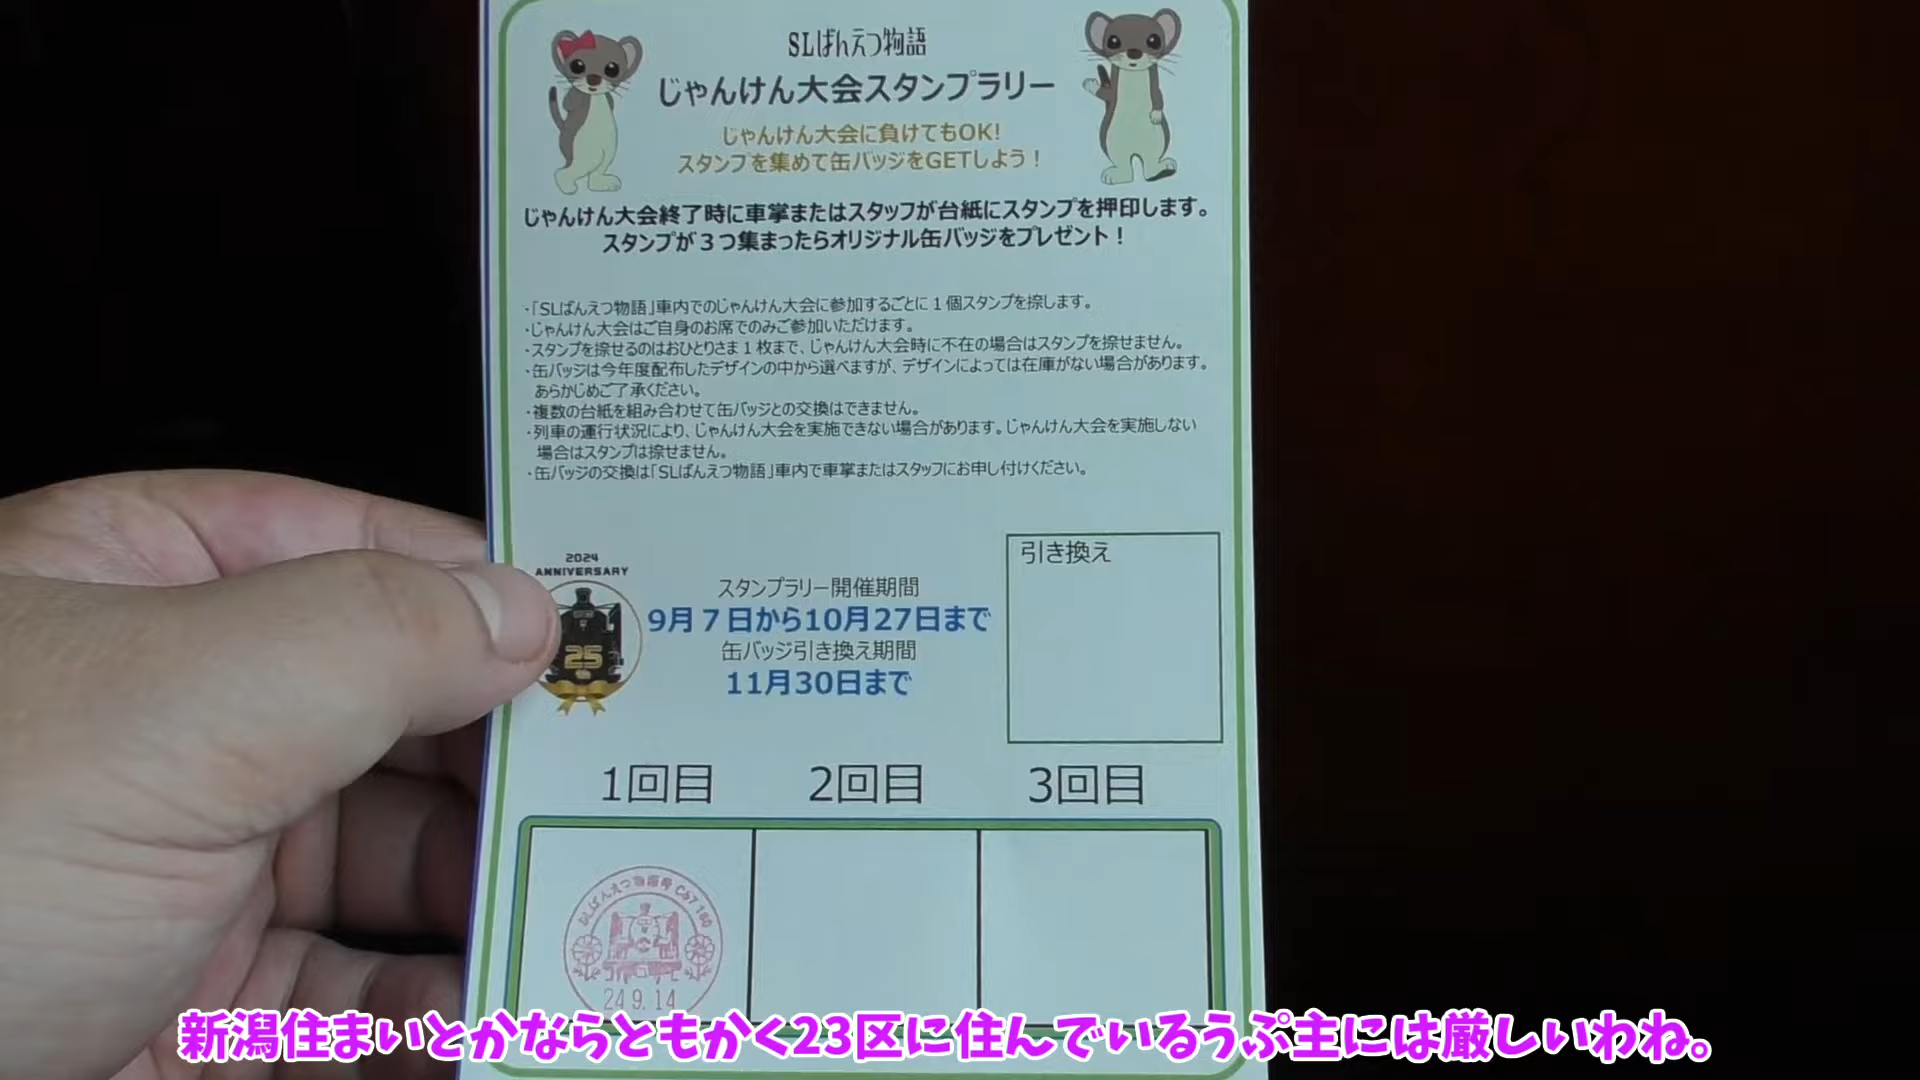 SLばんえつ物語
じゃんけん大会スタンプラリー
じゃんけん大会に負けてもOK!
スタンプを集めて缶バッジをGETしよう！
じゃんけん大会終了時に車掌またはスタッフが台紙にスタンプを押印します。
スタンプが３つ集まったらオリジナル缶バッジをプレゼント！
・「SLばんえつ物語」車内でのじゃんけん大会に参加するごとに１個スタンプを捺します。
・じゃんけん大会はご自身のお席でのみご参加いただけます。
・スタンプを捺せるのはおひとりさま１枚まで、じゃんけん大会時に不在の場合はスタンプを捺せません。
・缶バッジは今年度配布したデザインの中から選べますが、デザインによっては在庫がない場合があります。
あらかじめご了承ください。
・複数の台紙を組み合わせて缶バッジとの交換はできません。
・列車の運行状況により、じゃんけん大会を実施できない場合があります。じゃんけん大会を実施しない
場合はスタンプは捺せません。
・缶バッジの交換は「SLばんえつ物語」車内で車掌またはスタッフにお申し付けください。
引き換え
2024
ANNIVERSARY
25
スタンプラリー開催期間
9月７日から10月27日まで
缶バッジ引き換え期間
11月30日まで
1回目
2回目
3回目
SLばんえつ物語号 C57 180
24 9. 14
新潟住まいとかならともかく23区に住んでいるうぷ主には厳しいわね。